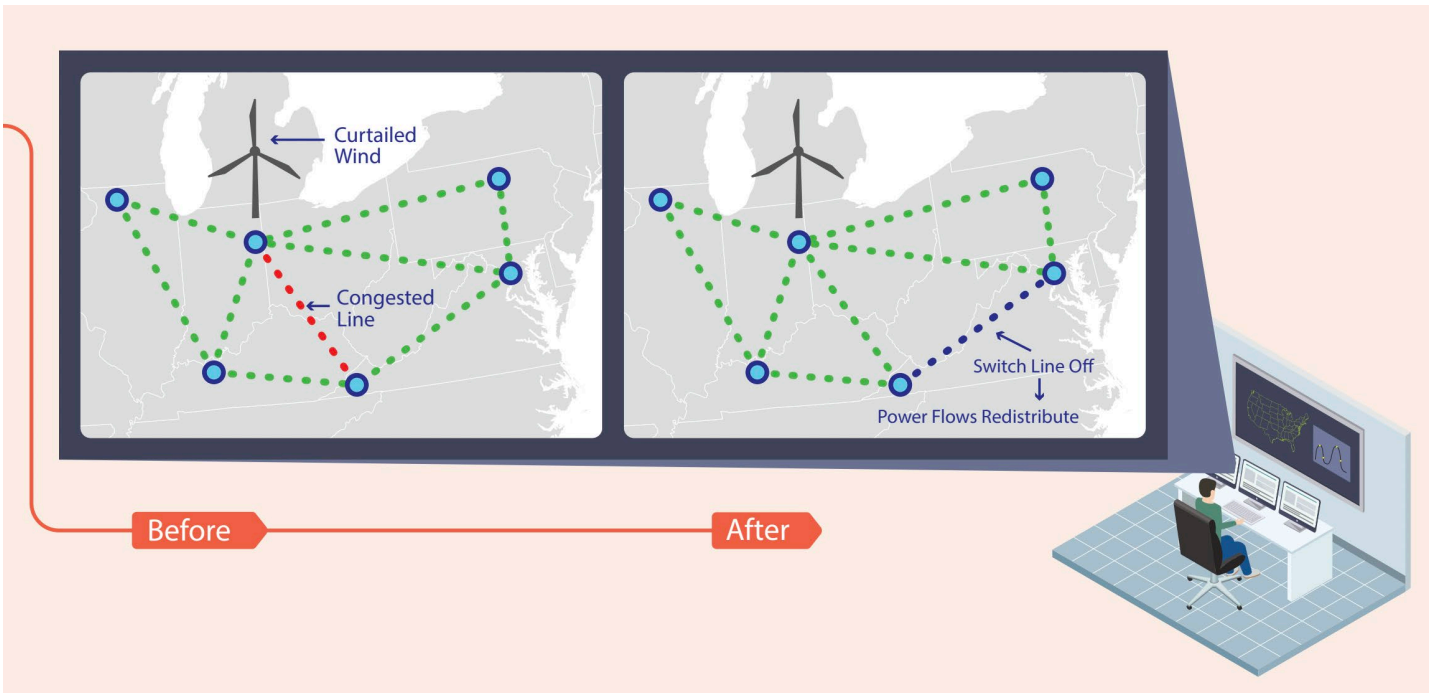 Curtailed
Wind
Congested
Line
Switch Line Off
Power Flows Redistribute
Before
After